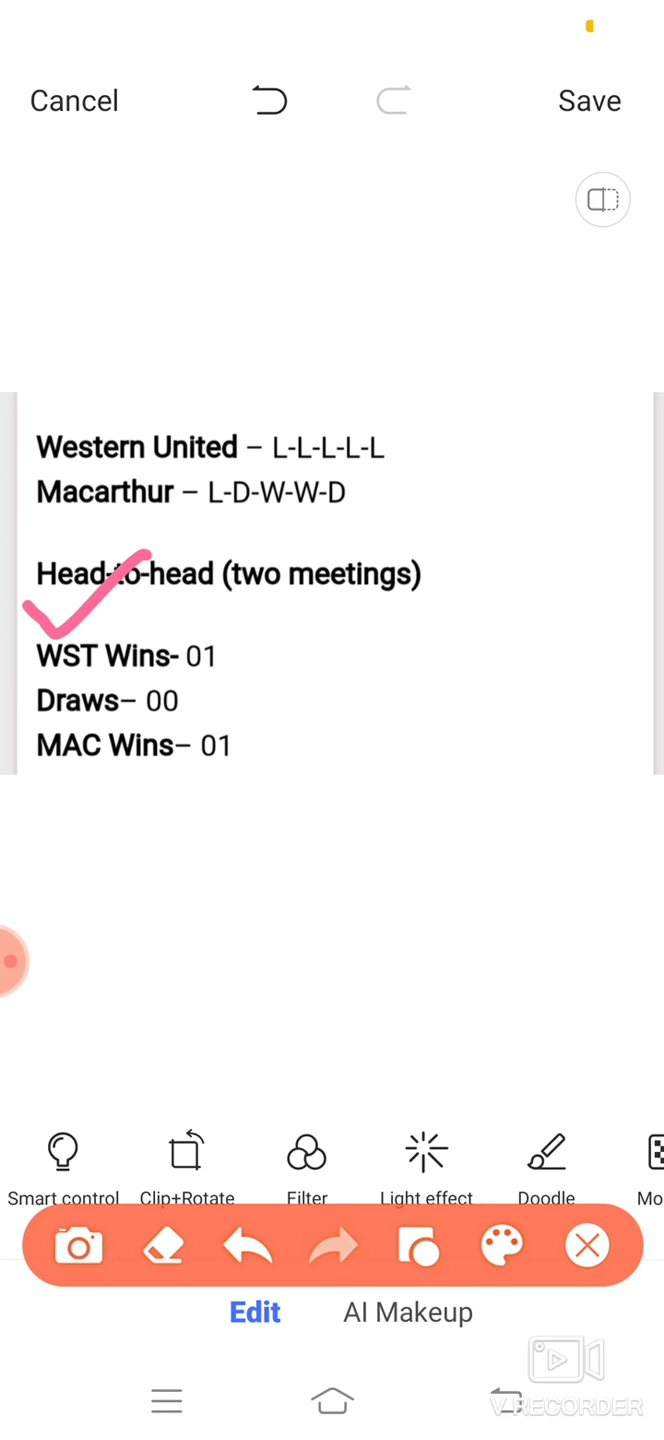 Cancel
Save
Western United – L-L-L-L-L
Macarthur – L-D-W-W-D
Head-to-head (two meetings)
WST Wins- 01
Draws– 00
MAC Wins– 01
Smart control Clip+Rotate Filter Light effect Doodle Mo
Edit AI Makeup
V RECORDER